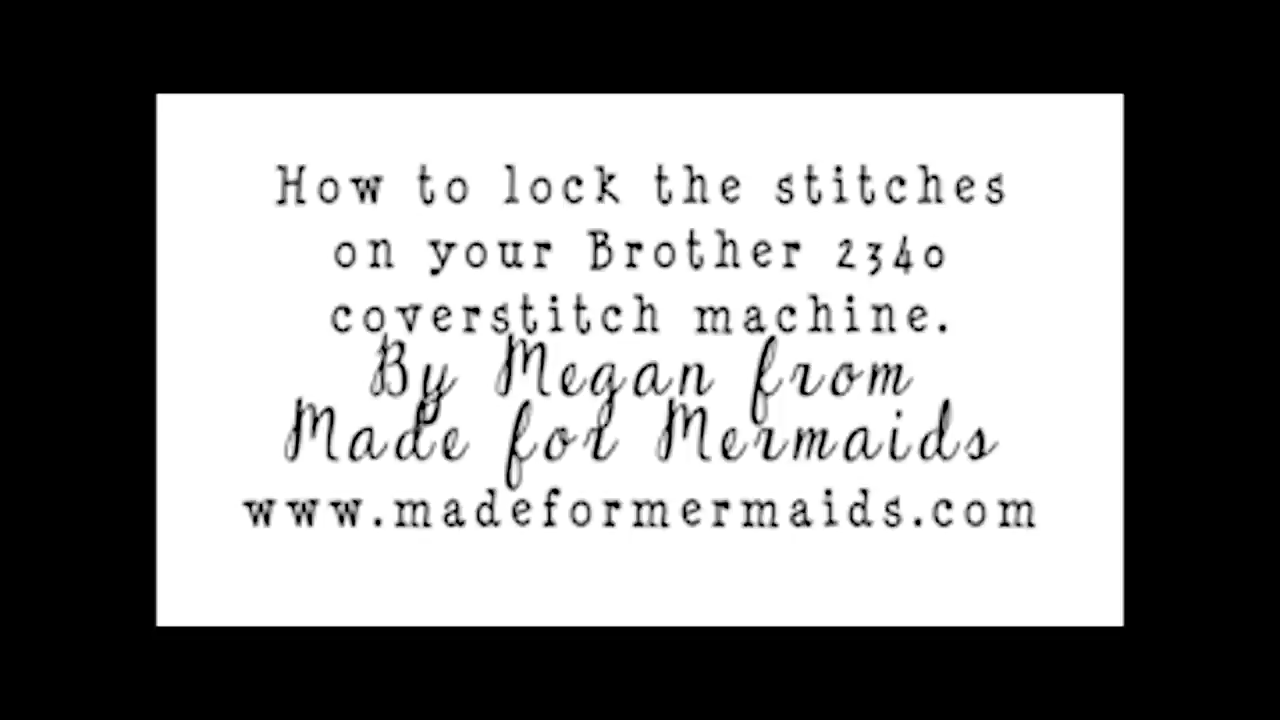 How to lock the stitches
on your Brother 2340
coverstitch machine.
By Megan from
Made for Mermaids
www.madeformermaids.com